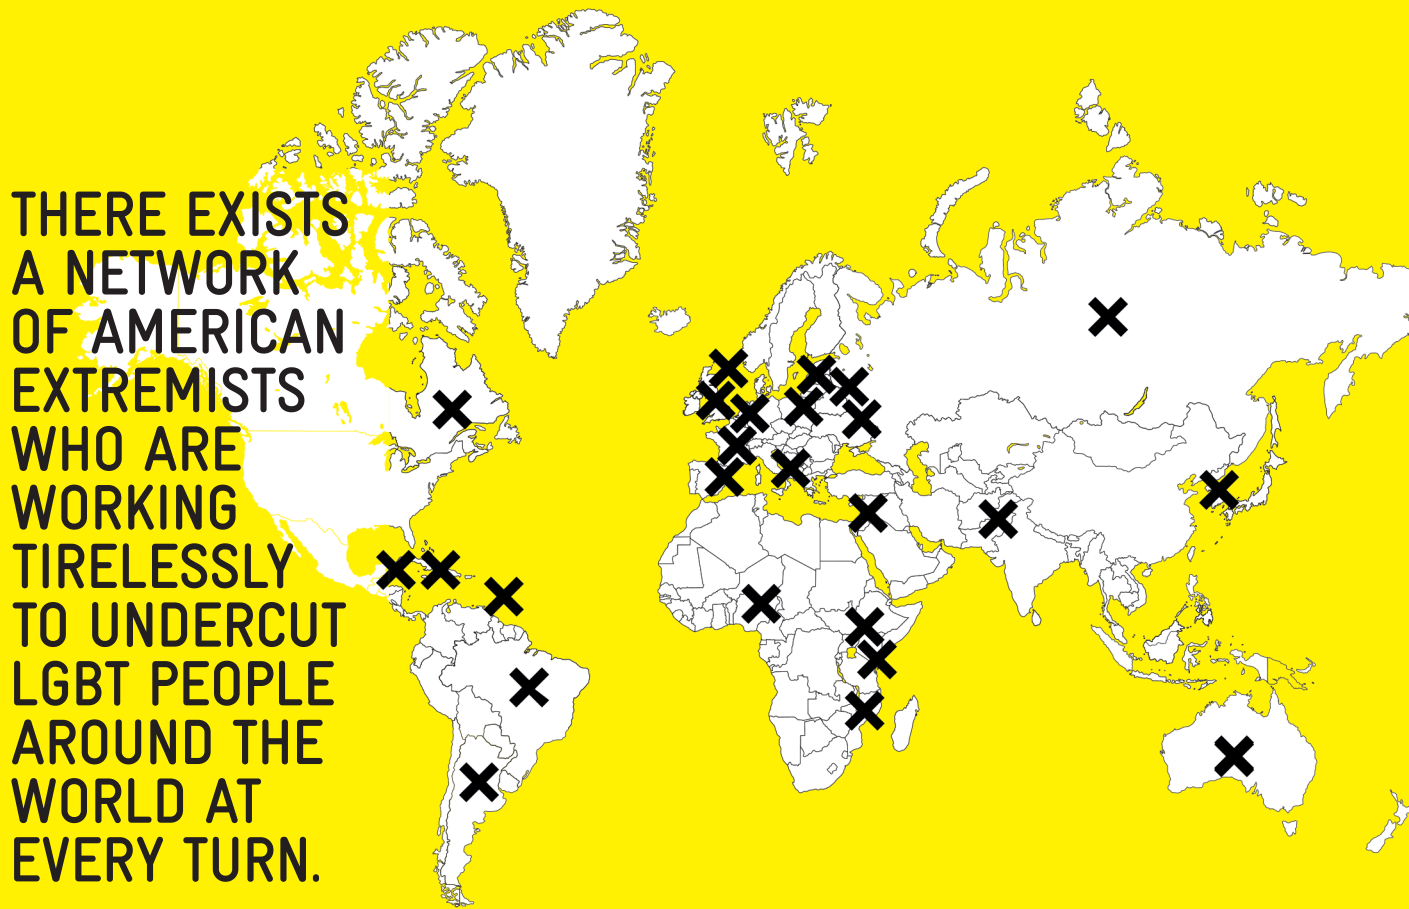 THERE EXISTS
A NETWORK
OF AMERICAN
EXTREMISTS
WHO ARE
WORKING
TIRELESSLY
TO UNDERCUT
LGBT PEOPLE
AROUND THE
WORLD AT
EVERY TURN.